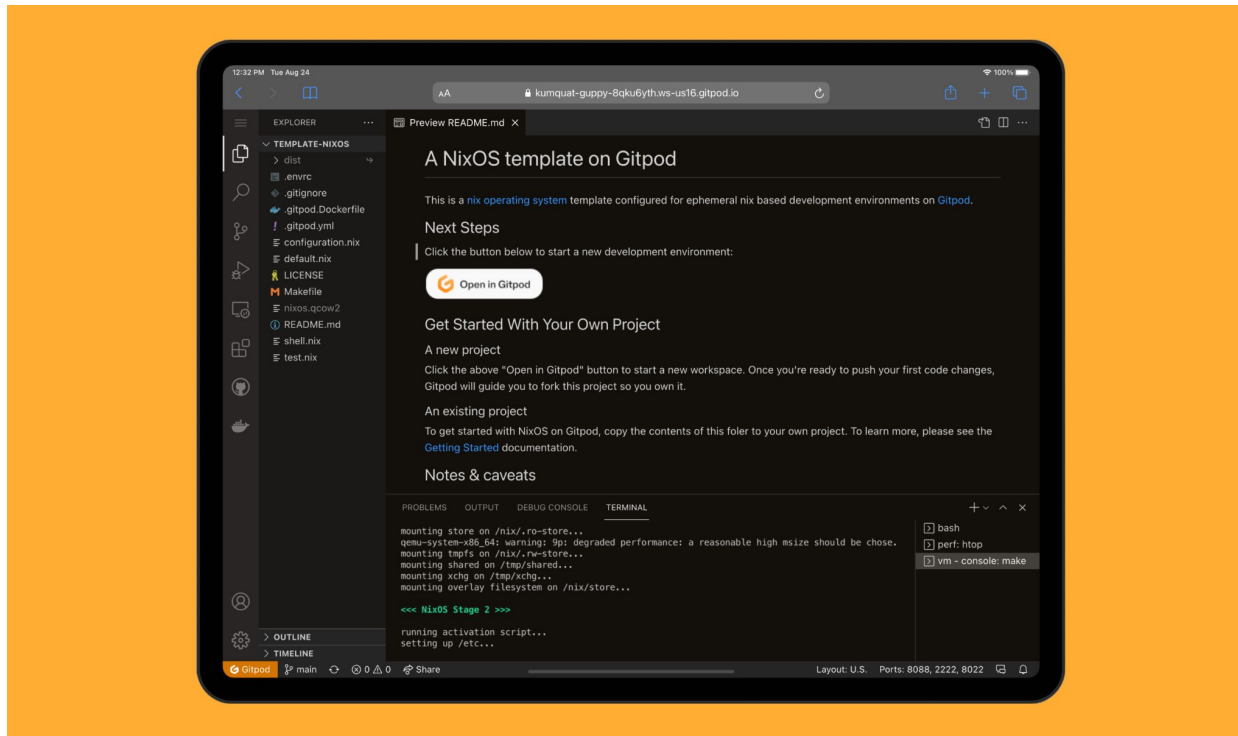 12:32 PM Tue Aug 24
100%
AA
kumquat-guppy-8qku6yth.ws-us16.gitpod.io
EXPLORER
TEMPLATE-NIXOS
dist
.envrc
.gitignore
.gitpod.Dockerfile
.gitpod.yml
configuration.nix
default.nix
LICENSE
Makefile
nixos.qcow2
README.md
shell.nix
test.nix
OUTLINE
TIMELINE
Preview README.md
A NixOS template on Gitpod
This is a nix operating system template configured for ephemeral nix based development environments on Gitpod.
Next Steps
Click the button below to start a new development environment:
Open in Gitpod
Get Started With Your Own Project
A new project
Click the above "Open in Gitpod" button to start a new workspace. Once you're ready to push your first code changes,
Gitpod will guide you to fork this project so you own it.
An existing project
To get started with NixOS on Gitpod, copy the contents of this foler to your own project. To learn more, please see the
Getting Started documentation.
Notes & caveats
PROBLEMS OUTPUT DEBUG CONSOLE TERMINAL
mounting store on /nix/.ro-store...
qemu-system-x86_64: warning: 9p: degraded performance: a reasonable high msize should be chose.
mounting tmpfs on /nix/.rw-store...
mounting shared on /tmp/shared...
mounting xchg on /tmp/xchg...
mounting overlay filesystem on /nix/store...
<<< NixOS Stage 2 >>>
running activation script...
setting up /etc...
bash
perf: htop
vm - console: make
Gitpod main 0 0 Share Layout: U.S. Ports: 8088, 2222, 8022